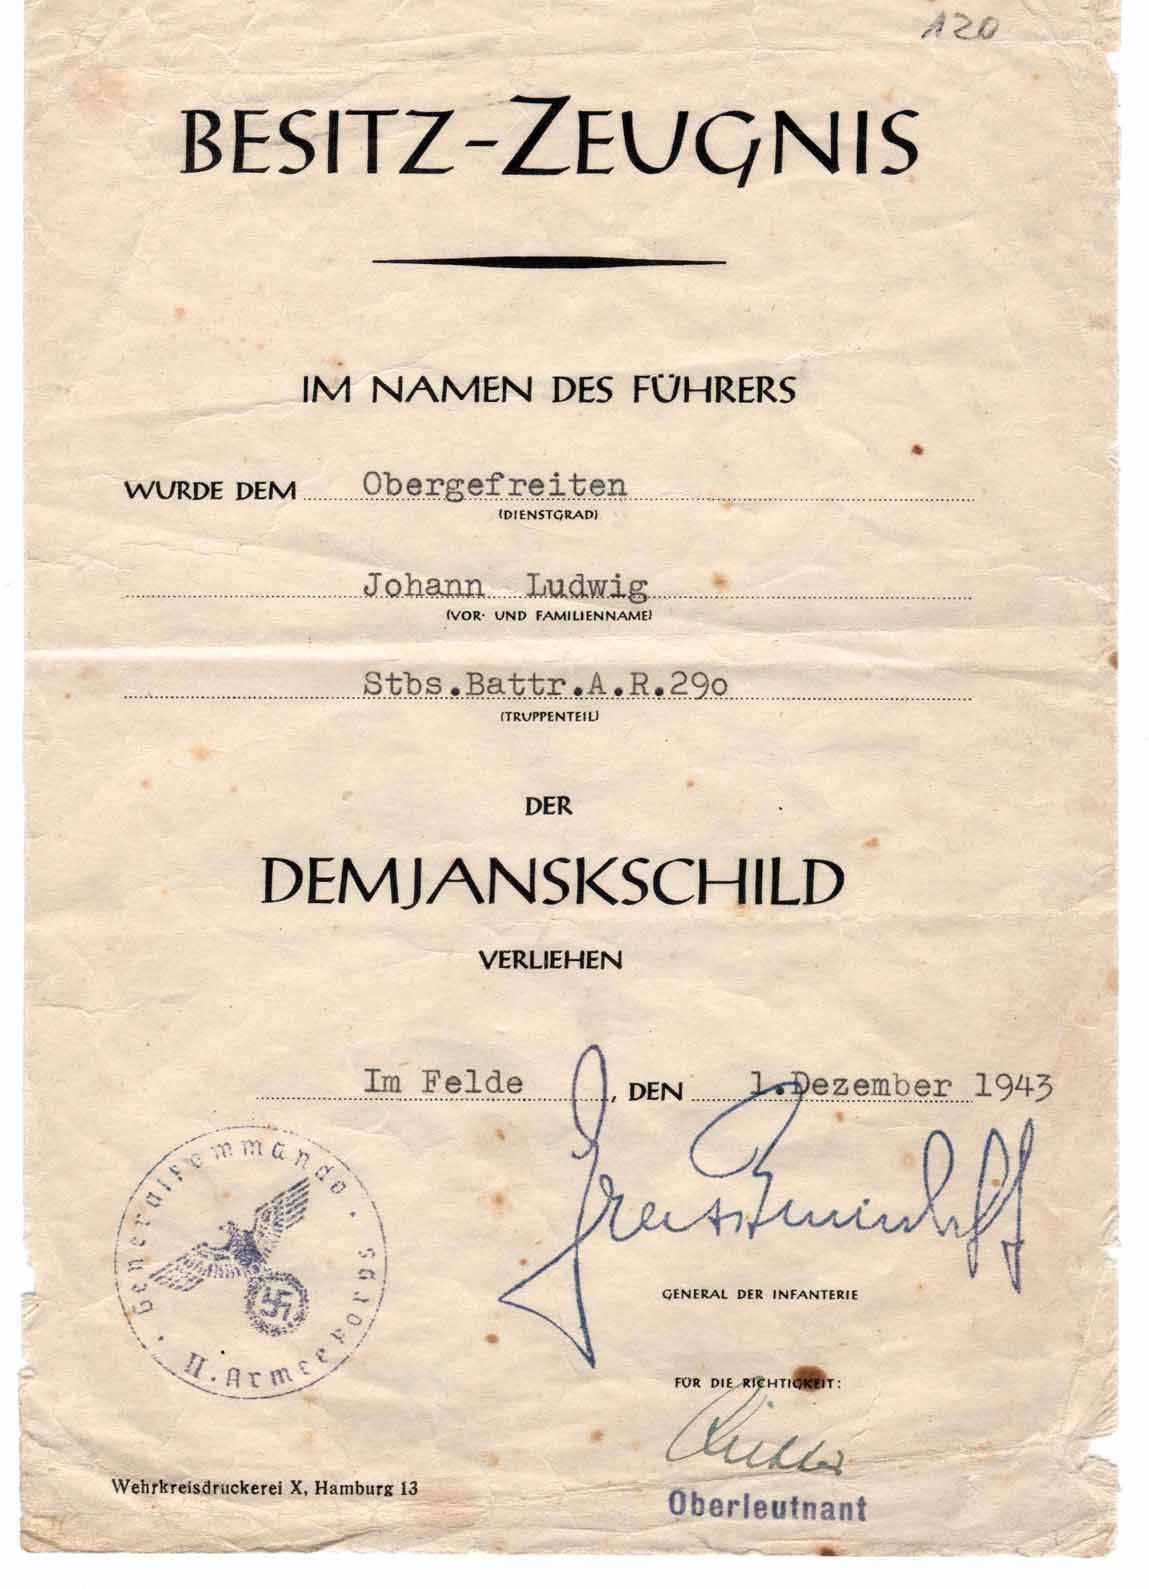 120
BESITZ-ZEUGNIS
IM NAMEN DES FÜHRERS
WURDE DEM Obergefreiten
(DIENSTGRAD)
Johann Ludwig
(VOR- UND FAMILIENNAME)
Stbs.Battr.A.R.290
(TRUPPENTEIL)
DER
DEMJANSKSCHILD
VERLIEHEN
Im Felde, DEN 1.Dezember 1943
Generalkommando
II. Armeekorps
GENERAL DER INFANTERIE
FÜR DIE RICHTIGKEIT:
Oberleutnant
Wehrkreisdruckerei X, Hamburg 13